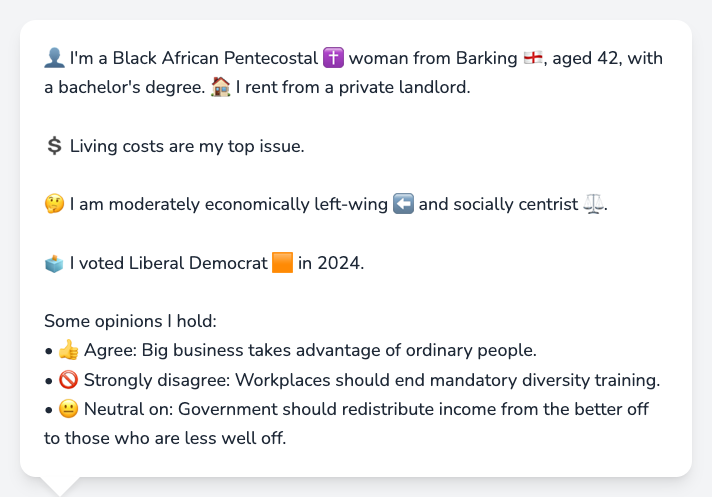 👤 I'm a Black African Pentecostal ✝️ woman from Barking 🏴󠁧󠁢󠁥󠁮󠁧󠁿, aged 42, with
a bachelor's degree. 🏠 I rent from a private landlord.
💲 Living costs are my top issue.
🤔 I am moderately economically left-wing ⬅️ and socially centrist ⚖️.
🗳️ I voted Liberal Democrat 🟧 in 2024.
Some opinions I hold:
• 👍 Agree: Big business takes advantage of ordinary people.
• 🚫 Strongly disagree: Workplaces should end mandatory diversity training.
• 😐 Neutral on: Government should redistribute income from the better off
to those who are less well off.